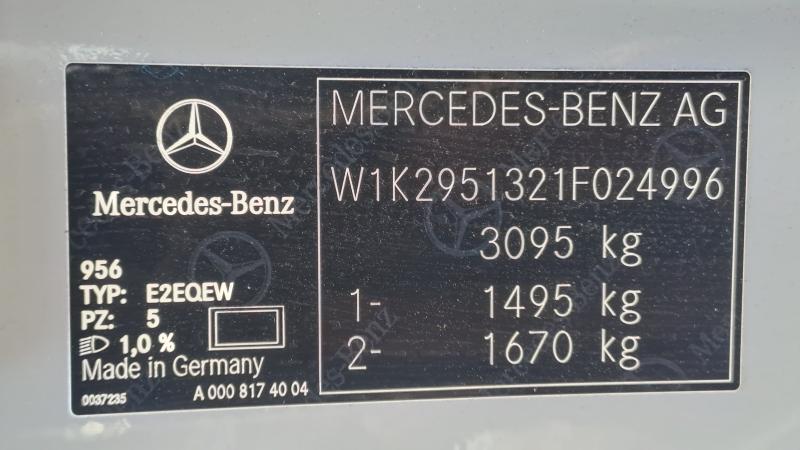 Mercedes-Benz
956
TYP: E2EQEW
PZ: 5
1,0 %
Made in Germany
0037235
A 000 817 40 04
MERCEDES-BENZ AG
W1K2951321F024996
3095 kg
1- 1495 kg
2- 1670 kg